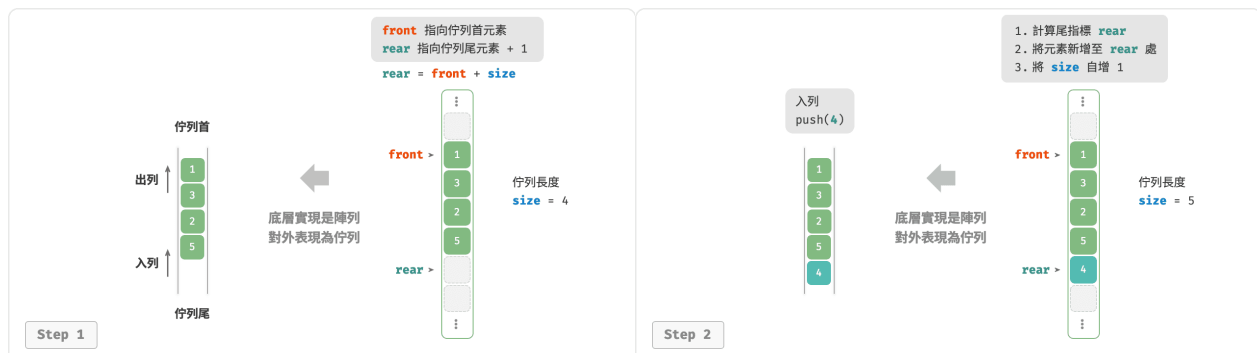 front 指向佇列首元素
rear 指向佇列尾元素 + 1
rear = front + size
佇列首
出列
入列
佇列尾
1
3
2
5
底層實現是陣列
對外表現為佇列
front
rear
1
3
2
5
佇列長度
size = 4
Step 1
1. 計算尾指標 rear
2. 將元素新增至 rear 處
3. 將 size 自增 1
入列
push(4)
1
3
2
5
4
底層實現是陣列
對外表現為佇列
front
rear
1
3
2
5
4
佇列長度
size = 5
Step 2